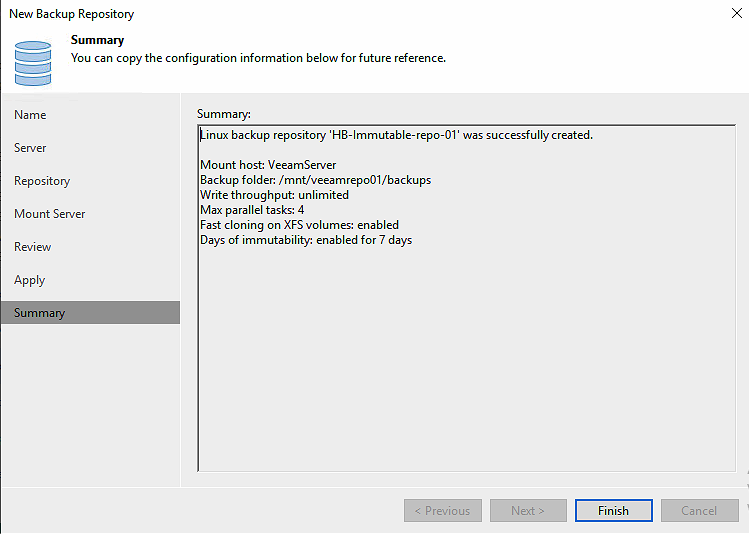 New Backup Repository
Summary
You can copy the configuration information below for future reference.
Name
Server
Repository
Mount Server
Review
Apply
Summary
Summary:
Linux backup repository 'HB-Immutable-repo-01' was successfully created.
Mount host: VeeamServer
Backup folder: /mnt/veeamrepo01/backups
Write throughput: unlimited
Max parallel tasks: 4
Fast cloning on XFS volumes: enabled
Days of immutability: enabled for 7 days
< Previous
Next >
Finish
Cancel